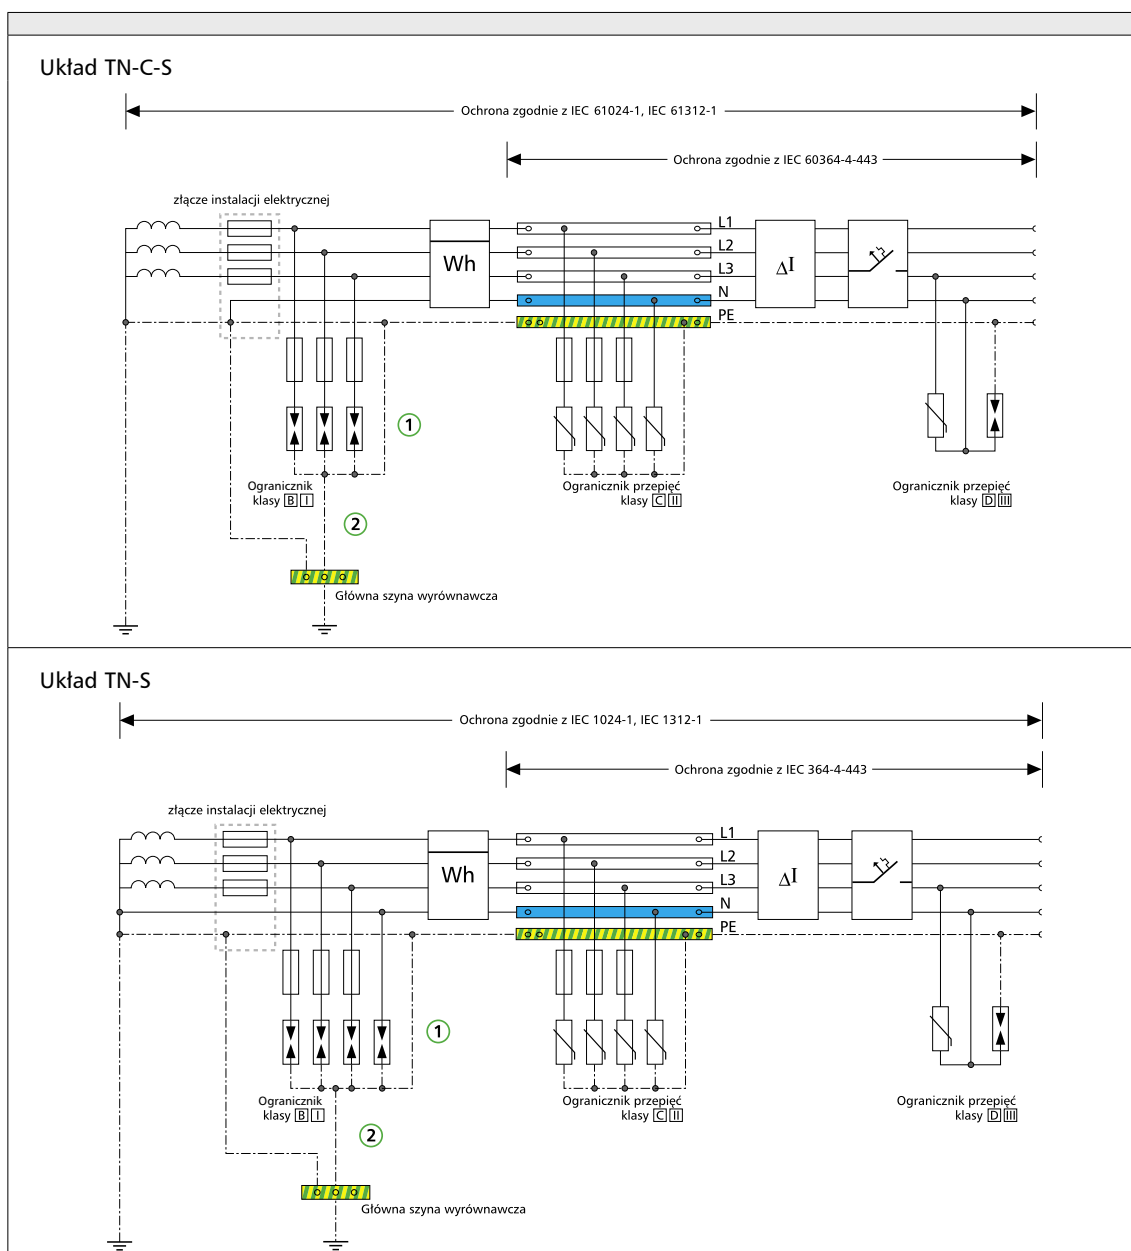 Układ TN-C-S
Ochrona zgodnie z IEC 61024-1, IEC 61312-1
Ochrona zgodnie z IEC 60364-4-443
złącze instalacji elektrycznej
L1
L2
L3
N
PE
Wh
ΔI
1
Ogranicznik
klasy B I
Ogranicznik przepięć
klasy C II
Ogranicznik przepięć
klasy D III
2
Główna szyna wyrównawcza
Układ TN-S
Ochrona zgodnie z IEC 1024-1, IEC 1312-1
Ochrona zgodnie z IEC 364-4-443
złącze instalacji elektrycznej
L1
L2
L3
N
PE
Wh
ΔI
1
Ogranicznik
klasy B I
Ogranicznik przepięć
klasy C II
Ogranicznik przepięć
klasy D III
2
Główna szyna wyrównawcza